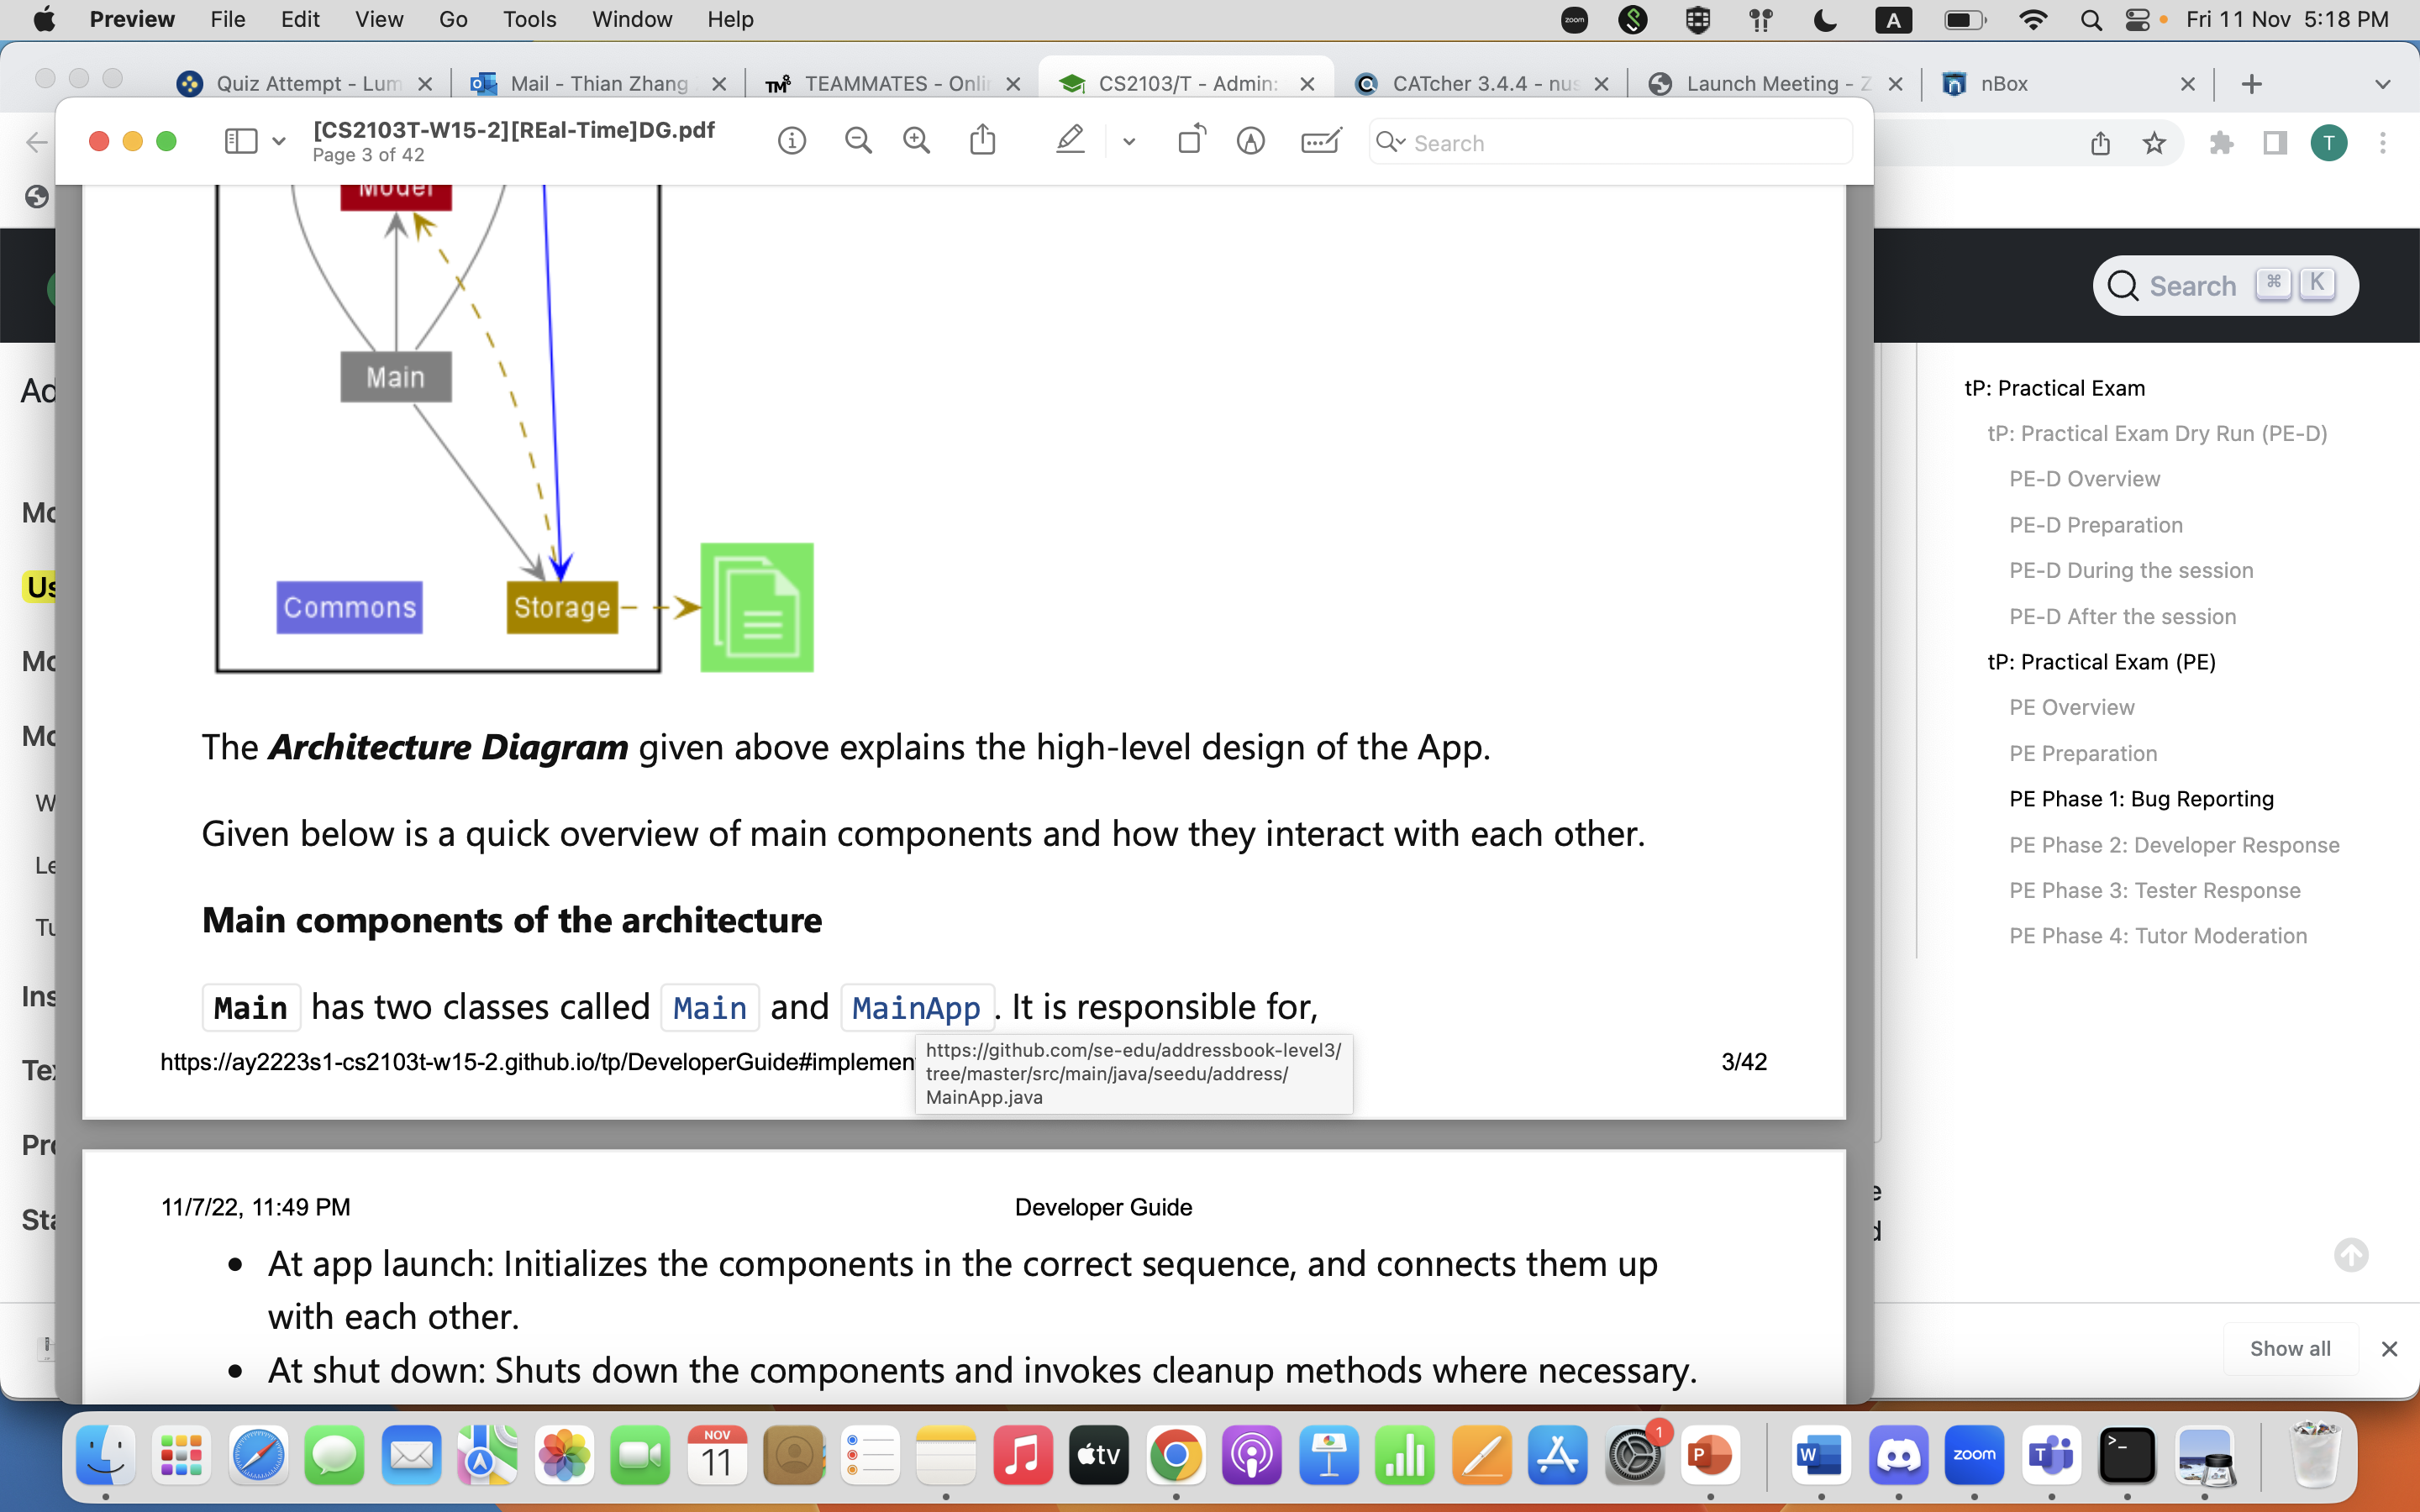 Preview File Edit View Go Tools Window Help
zoom A Fri 11 Nov 5:18 PM
Quiz Attempt - Lum
Mail - Thian Zhang
TEAMMATES - Onli
CS2103/T - Admin:
CATcher 3.4.4 - nus
Launch Meeting - Z
nBox
[CS2103T-W15-2][REal-Time]DG.pdf
Page 3 of 42
Search
T
Model
Main
Commons
Storage
The Architecture Diagram given above explains the high-level design of the App.
Given below is a quick overview of main components and how they interact with each other.
Main components of the architecture
Main has two classes called Main and MainApp. It is responsible for,
https://ay2223s1-cs2103t-w15-2.github.io/tp/DeveloperGuide#implemen
3/42
https://github.com/se-edu/addressbook-level3/
tree/master/src/main/java/seedu/address/
MainApp.java
11/7/22, 11:49 PM
Developer Guide
• At app launch: Initializes the components in the correct sequence, and connects them up
with each other.
• At shut down: Shuts down the components and invokes cleanup methods where necessary.
Search ⌘ K
tP: Practical Exam
tP: Practical Exam Dry Run (PE-D)
PE-D Overview
PE-D Preparation
PE-D During the session
PE-D After the session
tP: Practical Exam (PE)
PE Overview
PE Preparation
PE Phase 1: Bug Reporting
PE Phase 2: Developer Response
PE Phase 3: Tester Response
PE Phase 4: Tutor Moderation
Show all
NOV
11
tv
1
P
W
zoom
T